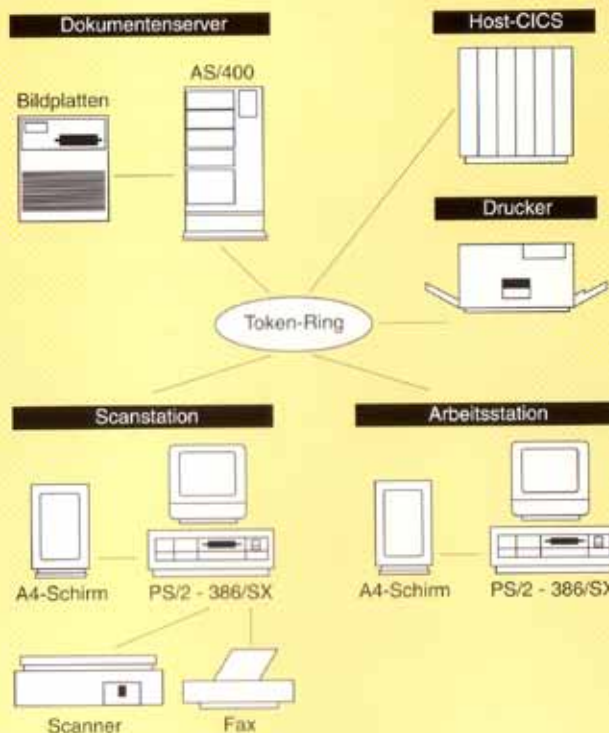 Dokumentenserver
Host-CICS
AS/400
Bildplatten
Drucker
Token-Ring
Scanstation
Arbeitsstation
A4-Schirm
PS/2 - 386/SX
A4-Schirm
PS/2 - 386/SX
Scanner
Fax